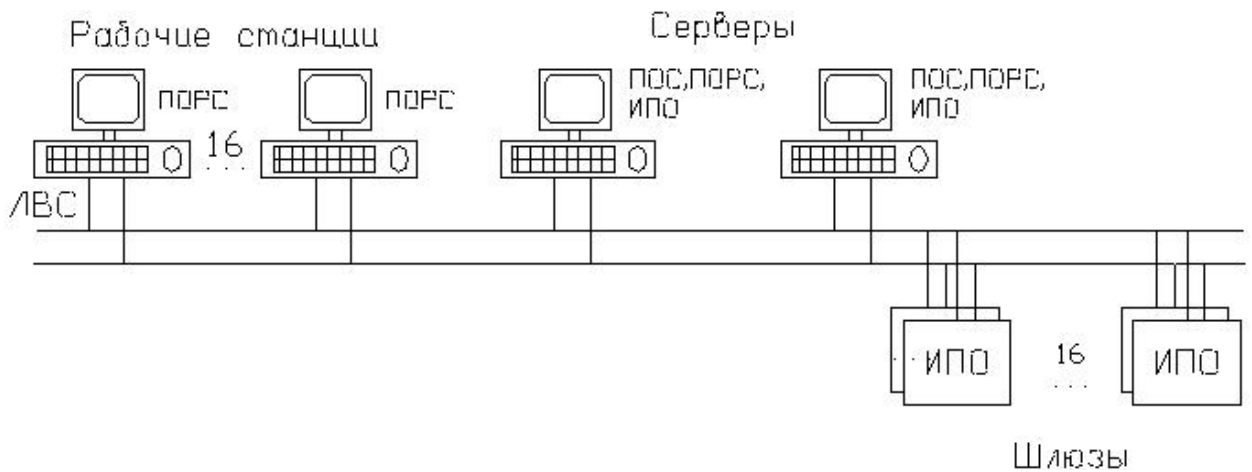 Рабочие станции
Серверы
ПОРС
ПОРС
ПОС,ПОРС,
ИПО
ПОС,ПОРС,
ИПО
16
...
ЛВС
ИПО
16
...
ИПО
Шлюзы